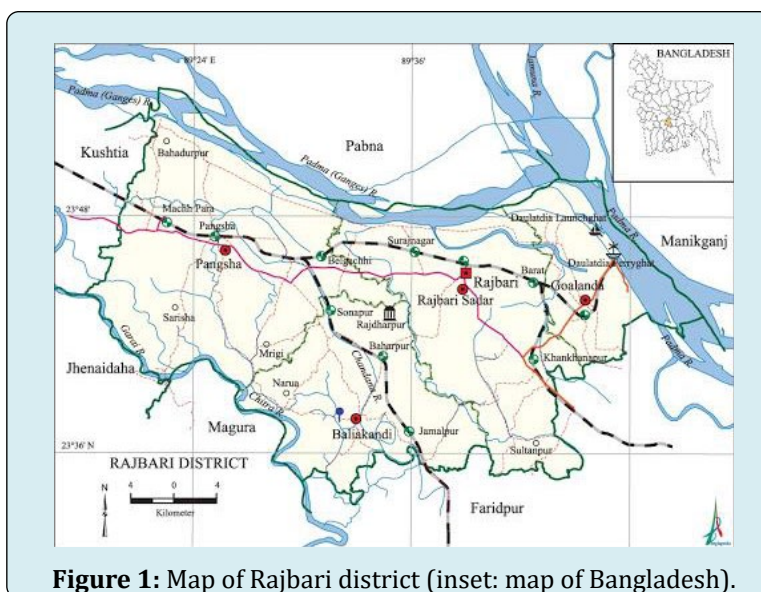 89°24' E
89°36'
BANGLADESH
Jamuna R.
Padma (Ganges) R.
Kushtia
Bahadurpur
Pabna
Padma (Ganges) R.
23°48'
Machh Para
Pangsha
Pangsha
Belgachhi
Surajnagar
Daulatdia Launchghat
Padma R.
Manikganj
Daulatdia Ferryghat
Rajbari
Barat
Goalanda
Rajbari Sadar
Sarisha
Sonapur
Rajdharpur
Garai R.
Mrigi
Baharpur
Khankhanapur
Padma R.
Jhenaidaha
Narua
Chandana R.
Chitra R.
Magura
Baliakandi
Jamalpur
Sultanpur
23°36' N
RAJBARI DISTRICT
4 0 4
Kilometer
N
Faridpur
Figure 1: Map of Rajbari district (inset: map of Bangladesh).